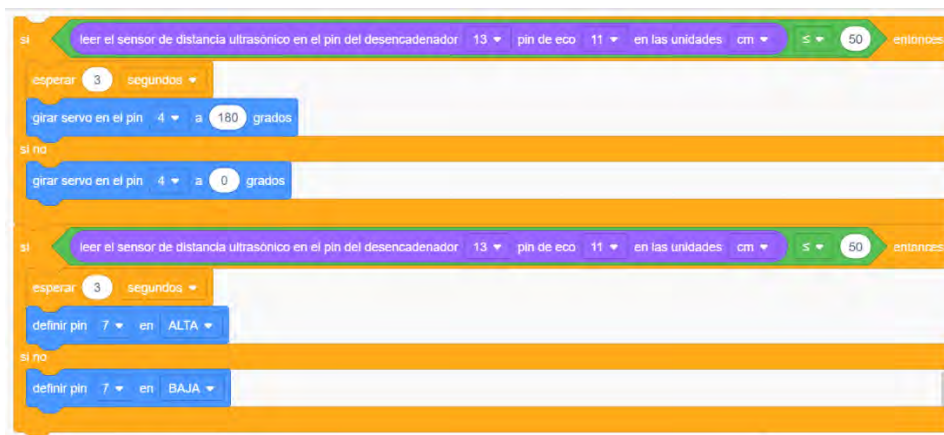 si leer el sensor de distancia ultrasónico en el pin del desencadenador 13 pin de eco 11 en las unidades cm ≤ 50 entonces
esperar 3 segundos
girar servo en el pin 4 a 180 grados
si no
girar servo en el pin 4 a 0 grados
si leer el sensor de distancia ultrasónico en el pin del desencadenador 13 pin de eco 11 en las unidades cm ≤ 50 entonces
esperar 3 segundos
definir pin 7 en ALTA
si no
definir pin 7 en BAJA